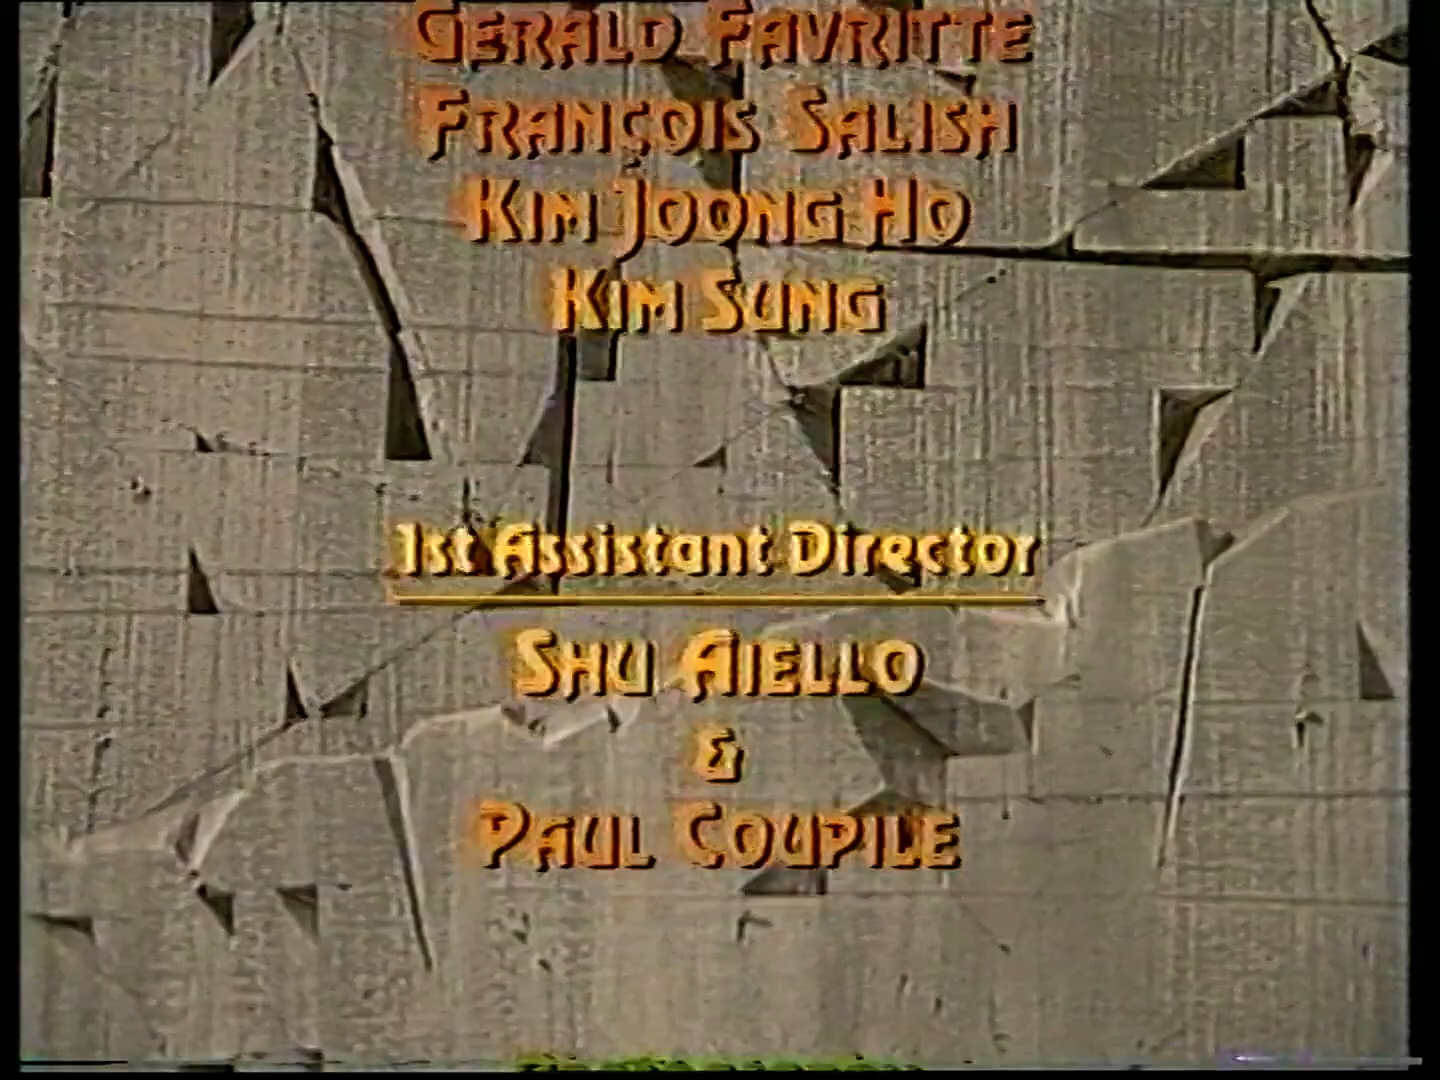 GERALD FAVRITTE
FRANÇOIS SALISH
KIM JOONG HO
KIM SUNG
1st Assistant Director
SHU AIELLO
&
PAUL COUPILE